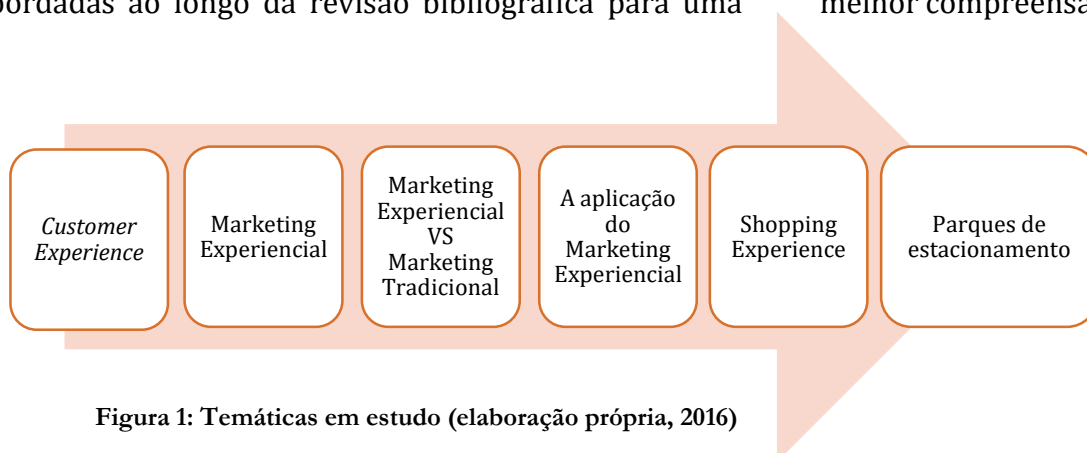 bordadas ao longo da revisão bibliográfica para uma
melhor compreensã
Customer
Experience
Marketing
Experiencial
Marketing
Experiencial
VS
Marketing
Tradicional
A aplicação
do
Marketing
Experiencial
Shopping
Experience
Parques de
estacionamento
Figura 1: Temáticas em estudo (elaboração própria, 2016)